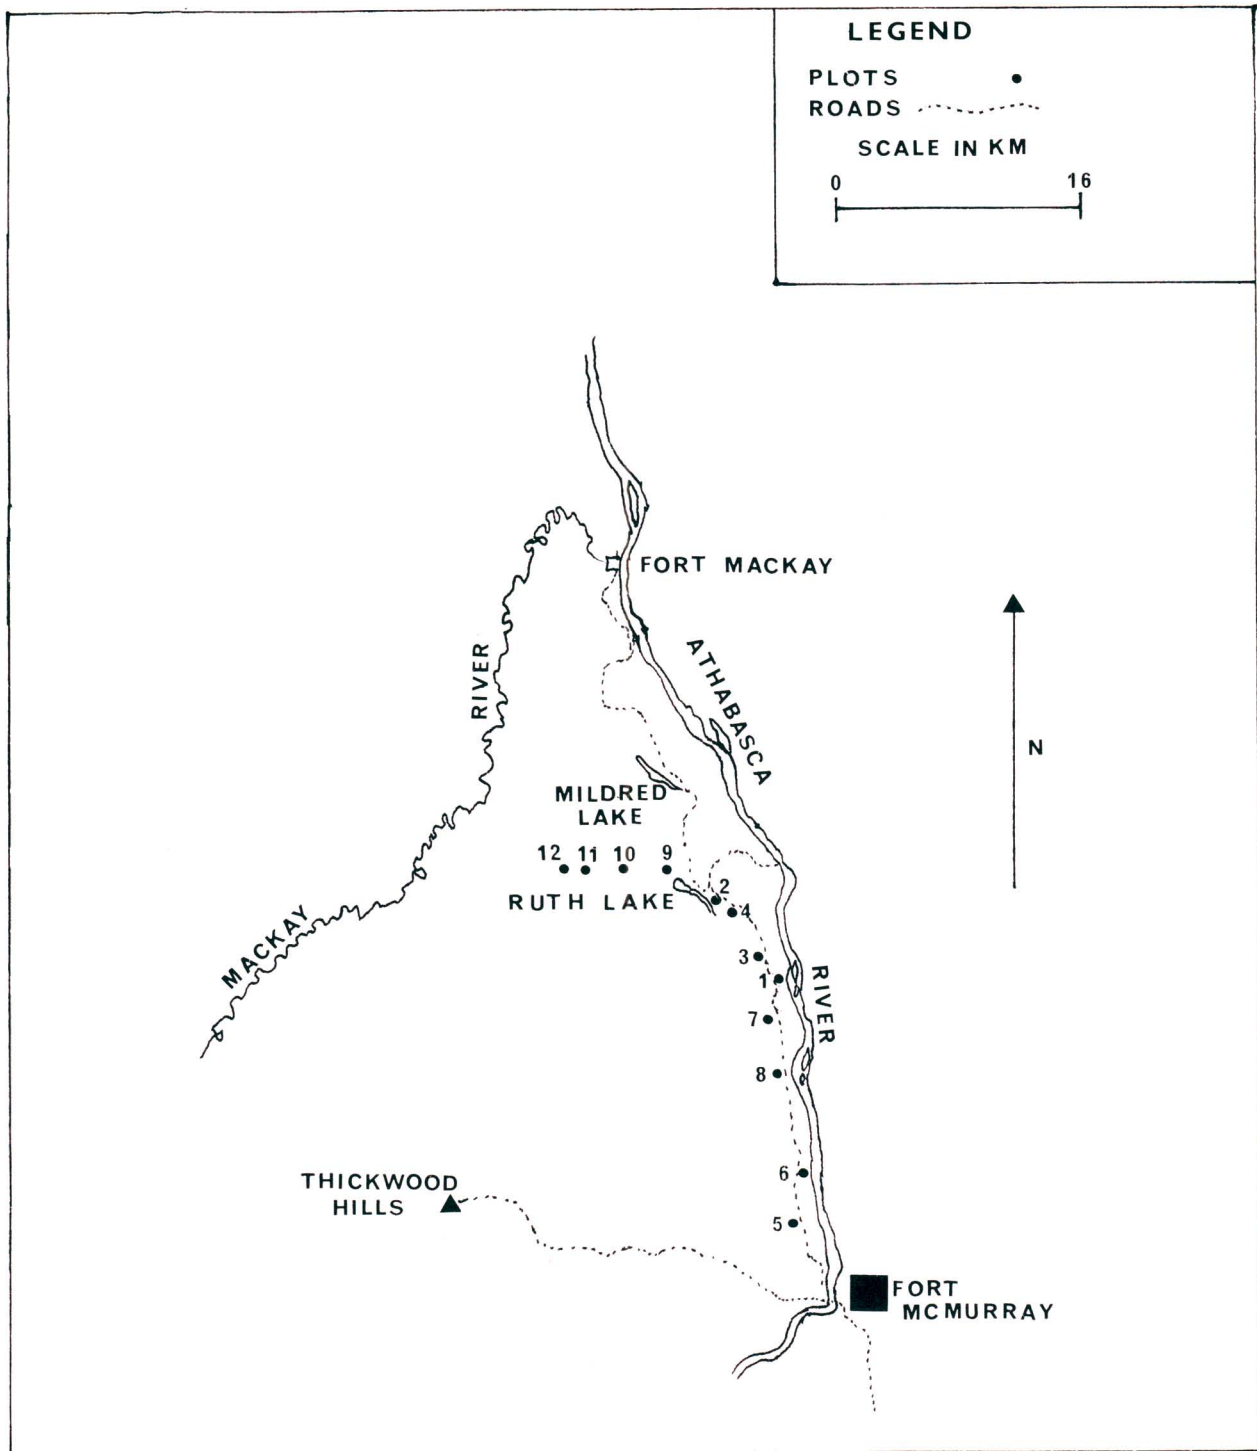 LEGEND
PLOTS
ROADS
SCALE IN KM
0 16
FORT MACKAY
RIVER
ATHABASCA
N
MILDRED
LAKE
12 11 10 9
RUTH LAKE
2
4
MACKAY
3
1
RIVER
7
8
6
THICKWOOD
HILLS
5
FORT
MCMURRAY